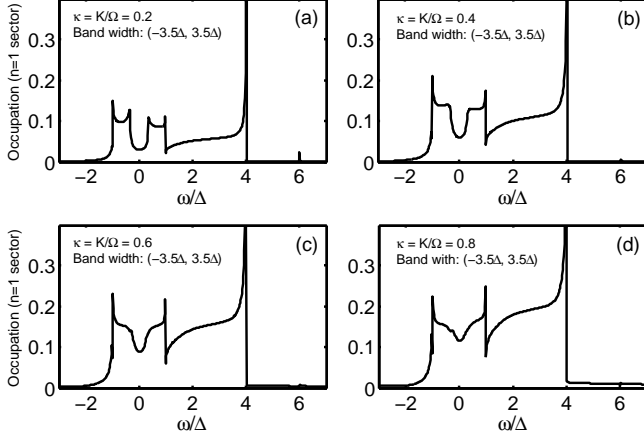 (a)
κ = K/Ω = 0.2
Band width: (−3.5Δ, 3.5Δ)
Occupation (n=1 sector)
0.3
0.2
0.1
0
−2 0 2 4 6
ω/Δ
(b)
κ = K/Ω = 0.4
Band width: (−3.5Δ, 3.5Δ)
0.3
0.2
0.1
0
−2 0 2 4 6
ω/Δ
(c)
κ = K/Ω = 0.6
Band width: (−3.5Δ, 3.5Δ)
Occupation (n=1 sector)
0.3
0.2
0.1
0
−2 0 2 4 6
ω/Δ
(d)
κ = K/Ω = 0.8
Band with: (−3.5Δ, 3.5Δ)
0.3
0.2
0.1
0
−2 0 2 4 6
ω/Δ